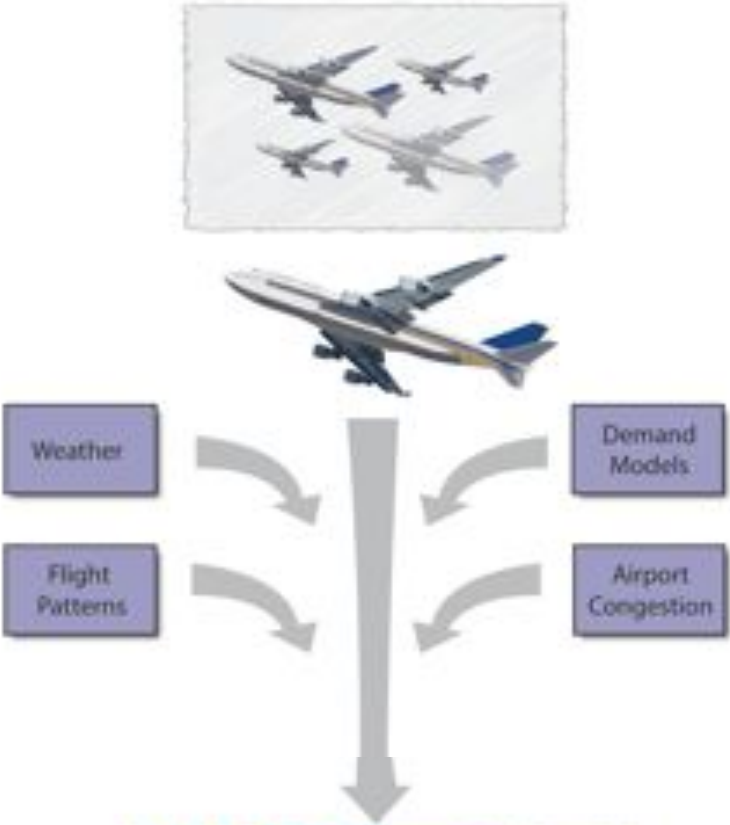 Weather
Demand
Models
Flight
Patterns
Airport
Congestion